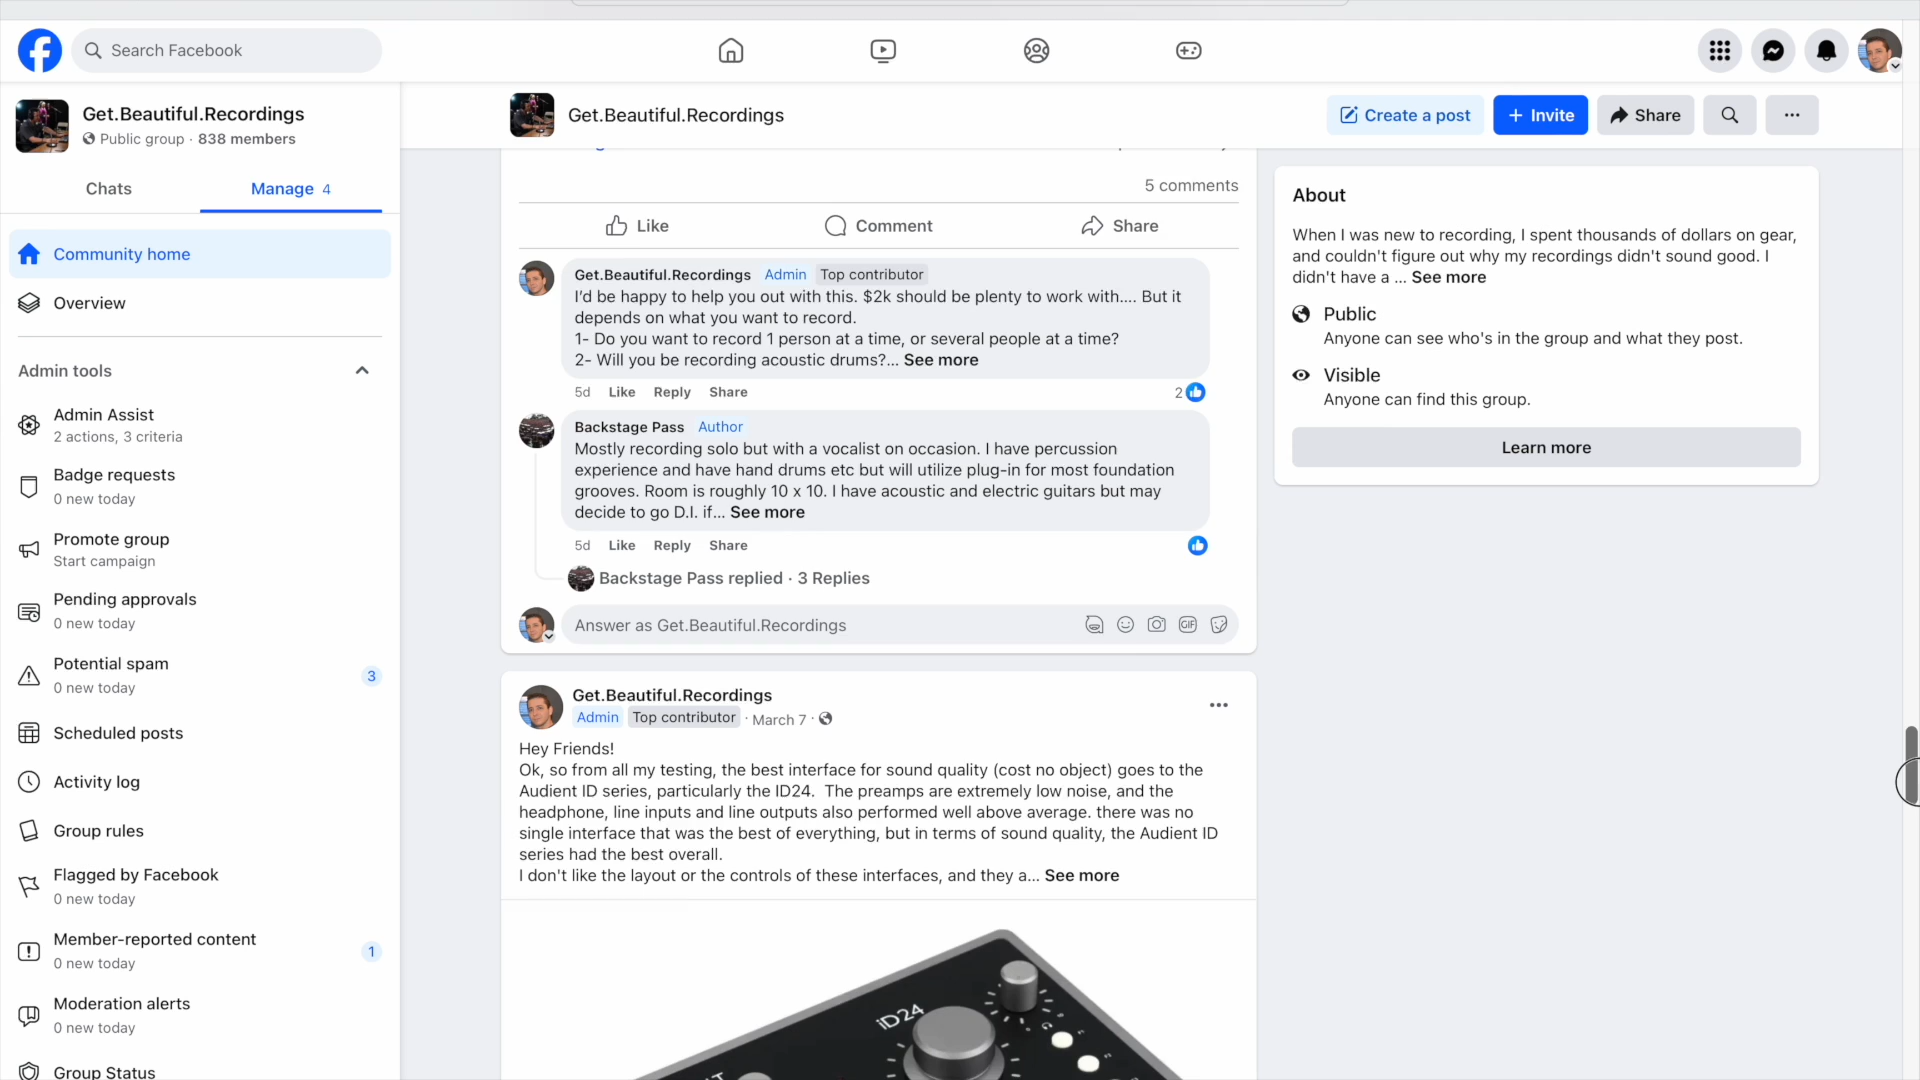 Search Facebook
Get.Beautiful.Recordings
Public group · 838 members
Chats
Manage 4
Community home
Overview
Admin tools
Admin Assist
2 actions, 3 criteria
Badge requests
0 new today
Promote group
Start campaign
Pending approvals
0 new today
Potential spam
0 new today
3
Scheduled posts
Activity log
Group rules
Flagged by Facebook
0 new today
Member-reported content
0 new today
1
Moderation alerts
0 new today
Group Status
Get.Beautiful.Recordings
Create a post
+ Invite
Share
5 comments
Like
Comment
Share
Get.Beautiful.Recordings Admin Top contributor
I'd be happy to help you out with this. $2k should be plenty to work with.... But it
depends on what you want to record.
1- Do you want to record 1 person at a time, or several people at a time?
2- Will you be recording acoustic drums?... See more
5d Like Reply Share
2
Backstage Pass Author
Mostly recording solo but with a vocalist on occasion. I have percussion
experience and have hand drums etc but will utilize plug-in for most foundation
grooves. Room is roughly 10 x 10. I have acoustic and electric guitars but may
decide to go D.I. if... See more
5d Like Reply Share
Backstage Pass replied · 3 Replies
Answer as Get.Beautiful.Recordings
GIF
Get.Beautiful.Recordings
Admin Top contributor · March 7 ·
Hey Friends!
Ok, so from all my testing, the best interface for sound quality (cost no object) goes to the
Audient ID series, particularly the ID24. The preamps are extremely low noise, and the
headphone, line inputs and line outputs also performed well above average. there was no
single interface that was the best of everything, but in terms of sound quality, the Audient ID
series had the best overall.
I don't like the layout or the controls of these interfaces, and they a... See more
iD24
About
When I was new to recording, I spent thousands of dollars on gear,
and couldn't figure out why my recordings didn't sound good. I
didn't have a ... See more
Public
Anyone can see who's in the group and what they post.
Visible
Anyone can find this group.
Learn more